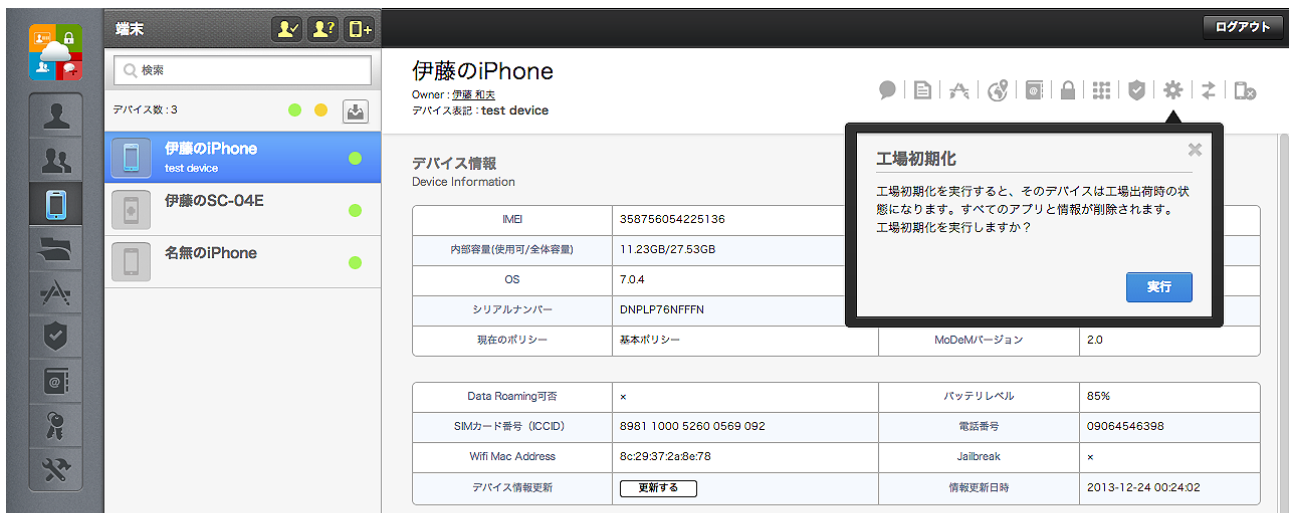 端末
ログアウト
検索
デバイス数 : 3
伊藤のiPhone
test device
伊藤のSC-04E
名無のiPhone
伊藤のiPhone
Owner : 伊藤 和夫
デバイス表記 : test device
デバイス情報
Device Information
IMEI 358756054225136
内部容量(使用可/全体容量) 11.23GB/27.53GB
OS 7.0.4
シリアルナンバー DNPLP76NFFFN
現在のポリシー 基本ポリシー MoDeMバージョン 2.0
工場初期化
工場初期化を実行すると、そのデバイスは工場出荷時の状
態になります。すべてのアプリと情報が削除されます。
工場初期化を実行しますか？
実行
Data Roaming可否 × バッテリレベル 85%
SIMカード番号（ICCID） 8981 1000 5260 0569 092 電話番号 09064546398
Wifi Mac Address 8c:29:37:2a:8e:78 Jailbreak ×
デバイス情報更新 更新する 情報更新日時 2013-12-24 00:24:02